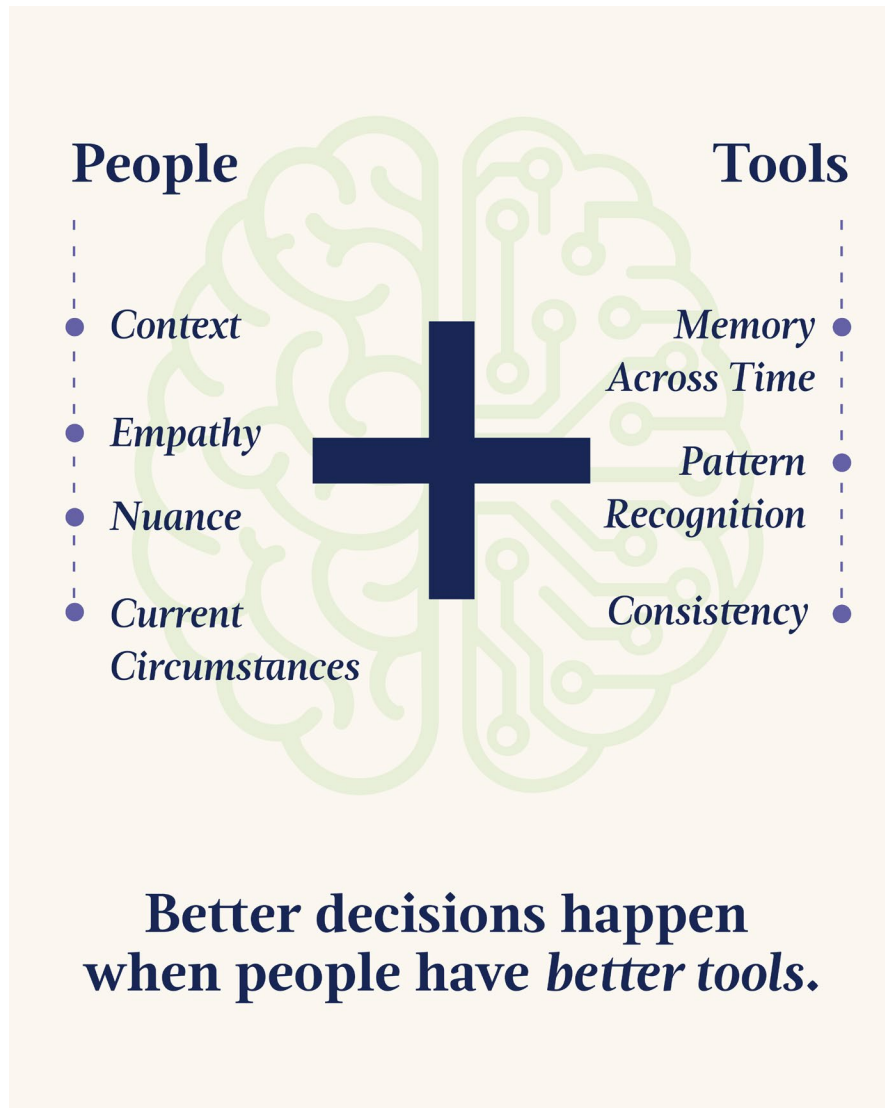 People
Context
Empathy
Nuance
Current
Circumstances
Tools
Memory
Across Time
Pattern
Recognition
Consistency
Better decisions happen
when people have better tools.